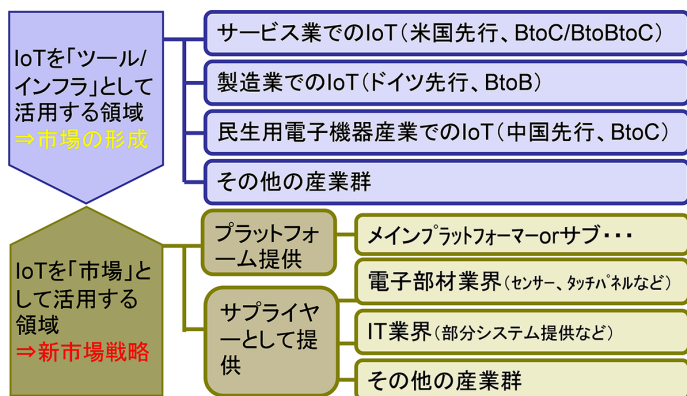 IoTを「ツール/
インフラ」として
活用する領域
⇒市場の形成
サービス業でのIoT(米国先行、BtoC/BtoBtoC)
製造業でのIoT(ドイツ先行、BtoB)
民生用電子機器産業でのIoT(中国先行、BtoC)
その他の産業群
IoTを「市場」と
して活用する
領域
⇒新市場戦略
プラットフォ
ーム提供
メインプラットフォーマーorサブ・・・
サプライヤ
ーとして提
供
電子部材業界(センサー、タッチパネルなど)
IT業界(部分システム提供など)
その他の産業群